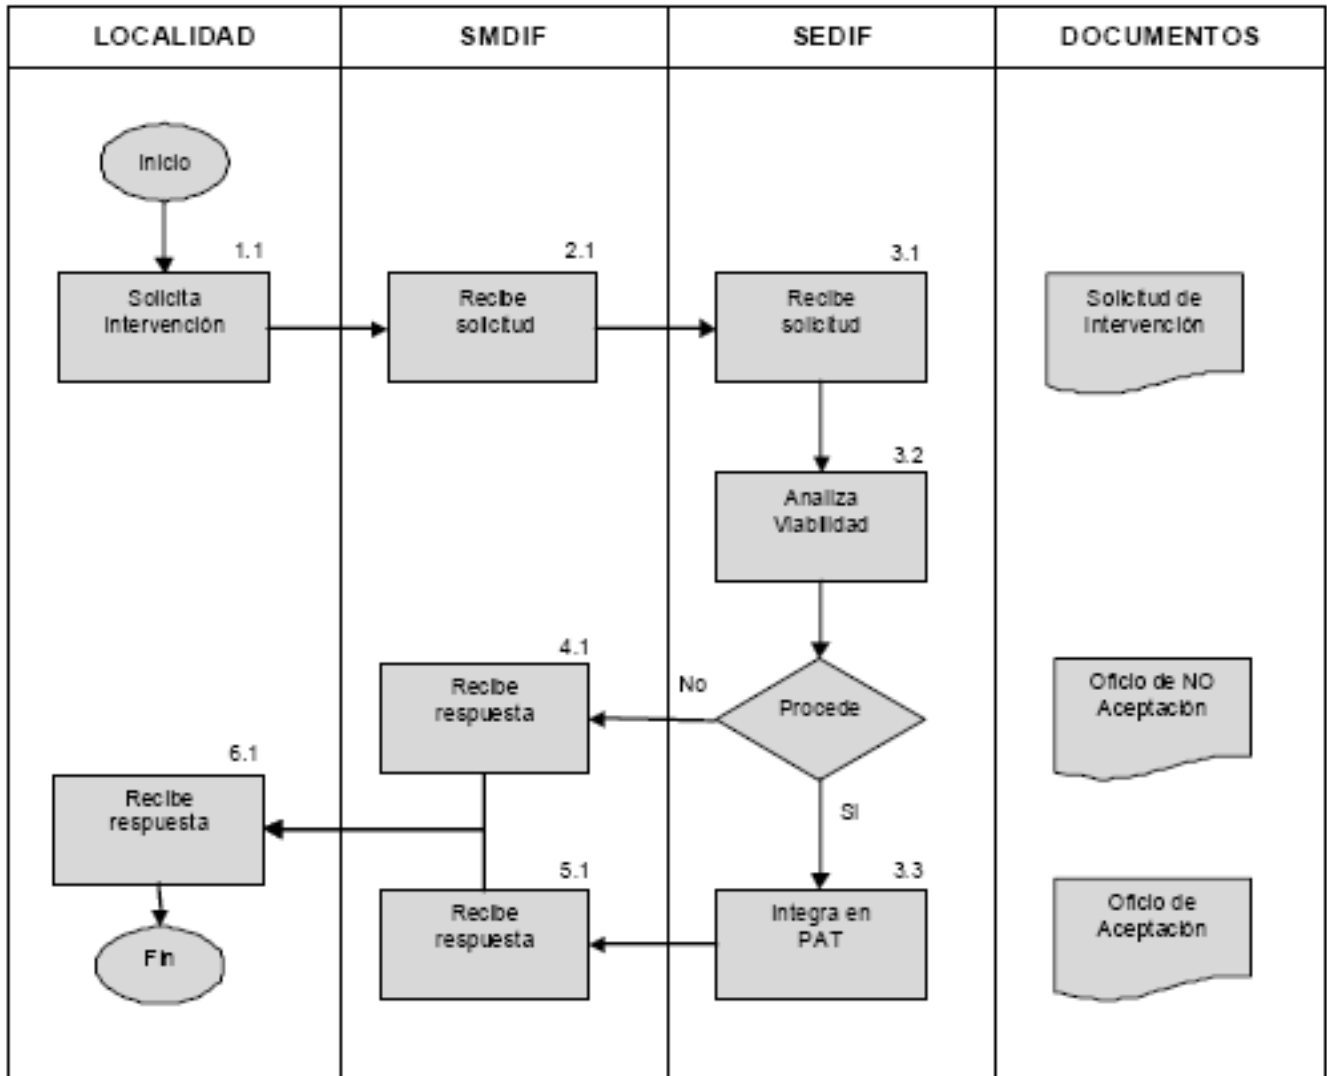 LOCALIDAD
SMDIF
SEDIF
DOCUMENTOS
Inicio
1.1
Solicita
Intervención
2.1
Recibe
solicitud
3.1
Recibe
solicitud
Solicitud de
Intervención
3.2
Analiza
Viabilidad
4.1
Recibe
respuesta
No
Procede
Oficio de NO
Aceptación
6.1
Recibe
respuesta
Si
5.1
Recibe
respuesta
3.3
Integra en
PAT
Oficio de
Aceptación
Fin